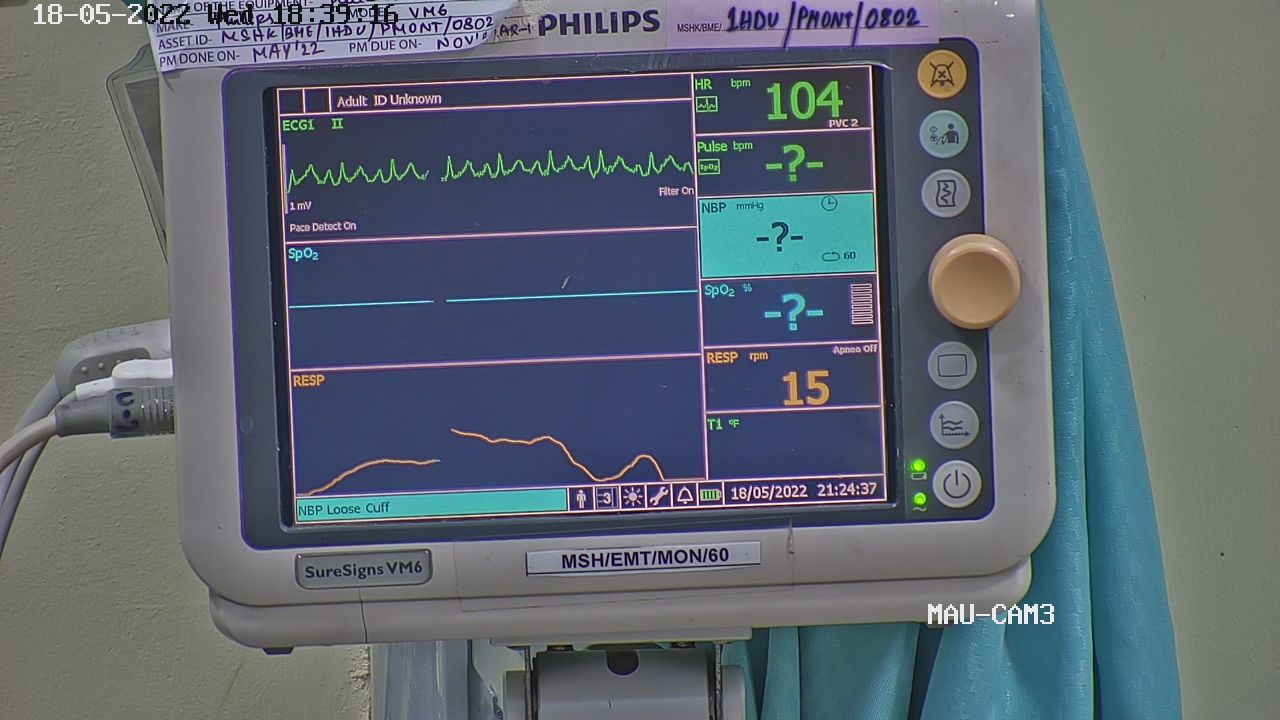 18-05-2022 Wed 18:39:16
VM6
MAKE
ASSET ID- MSHK/BME/1HDU/PMONT/0802
PM DONE ON- MAY'22 PM DUE ON-
PHILIPS
MSHK/BME/ 1HDU/PMONT/0802
Adult ID Unknown
ECG1 II
1 mV
Filter On
Pace Detect On
SpO₂
RESP
HR bpm
104
PVC 2
Pulse bpm
SpO₂
-?-
NBP mmHg
-?-
60
SpO₂ %
-?-
RESP rpm
Apnea Off
15
T1 °F
NBP Loose Cuff
3
18/05/2022 21:24:37
SureSigns VM6
MSH/EMT/MON/60
MAU-CAM3